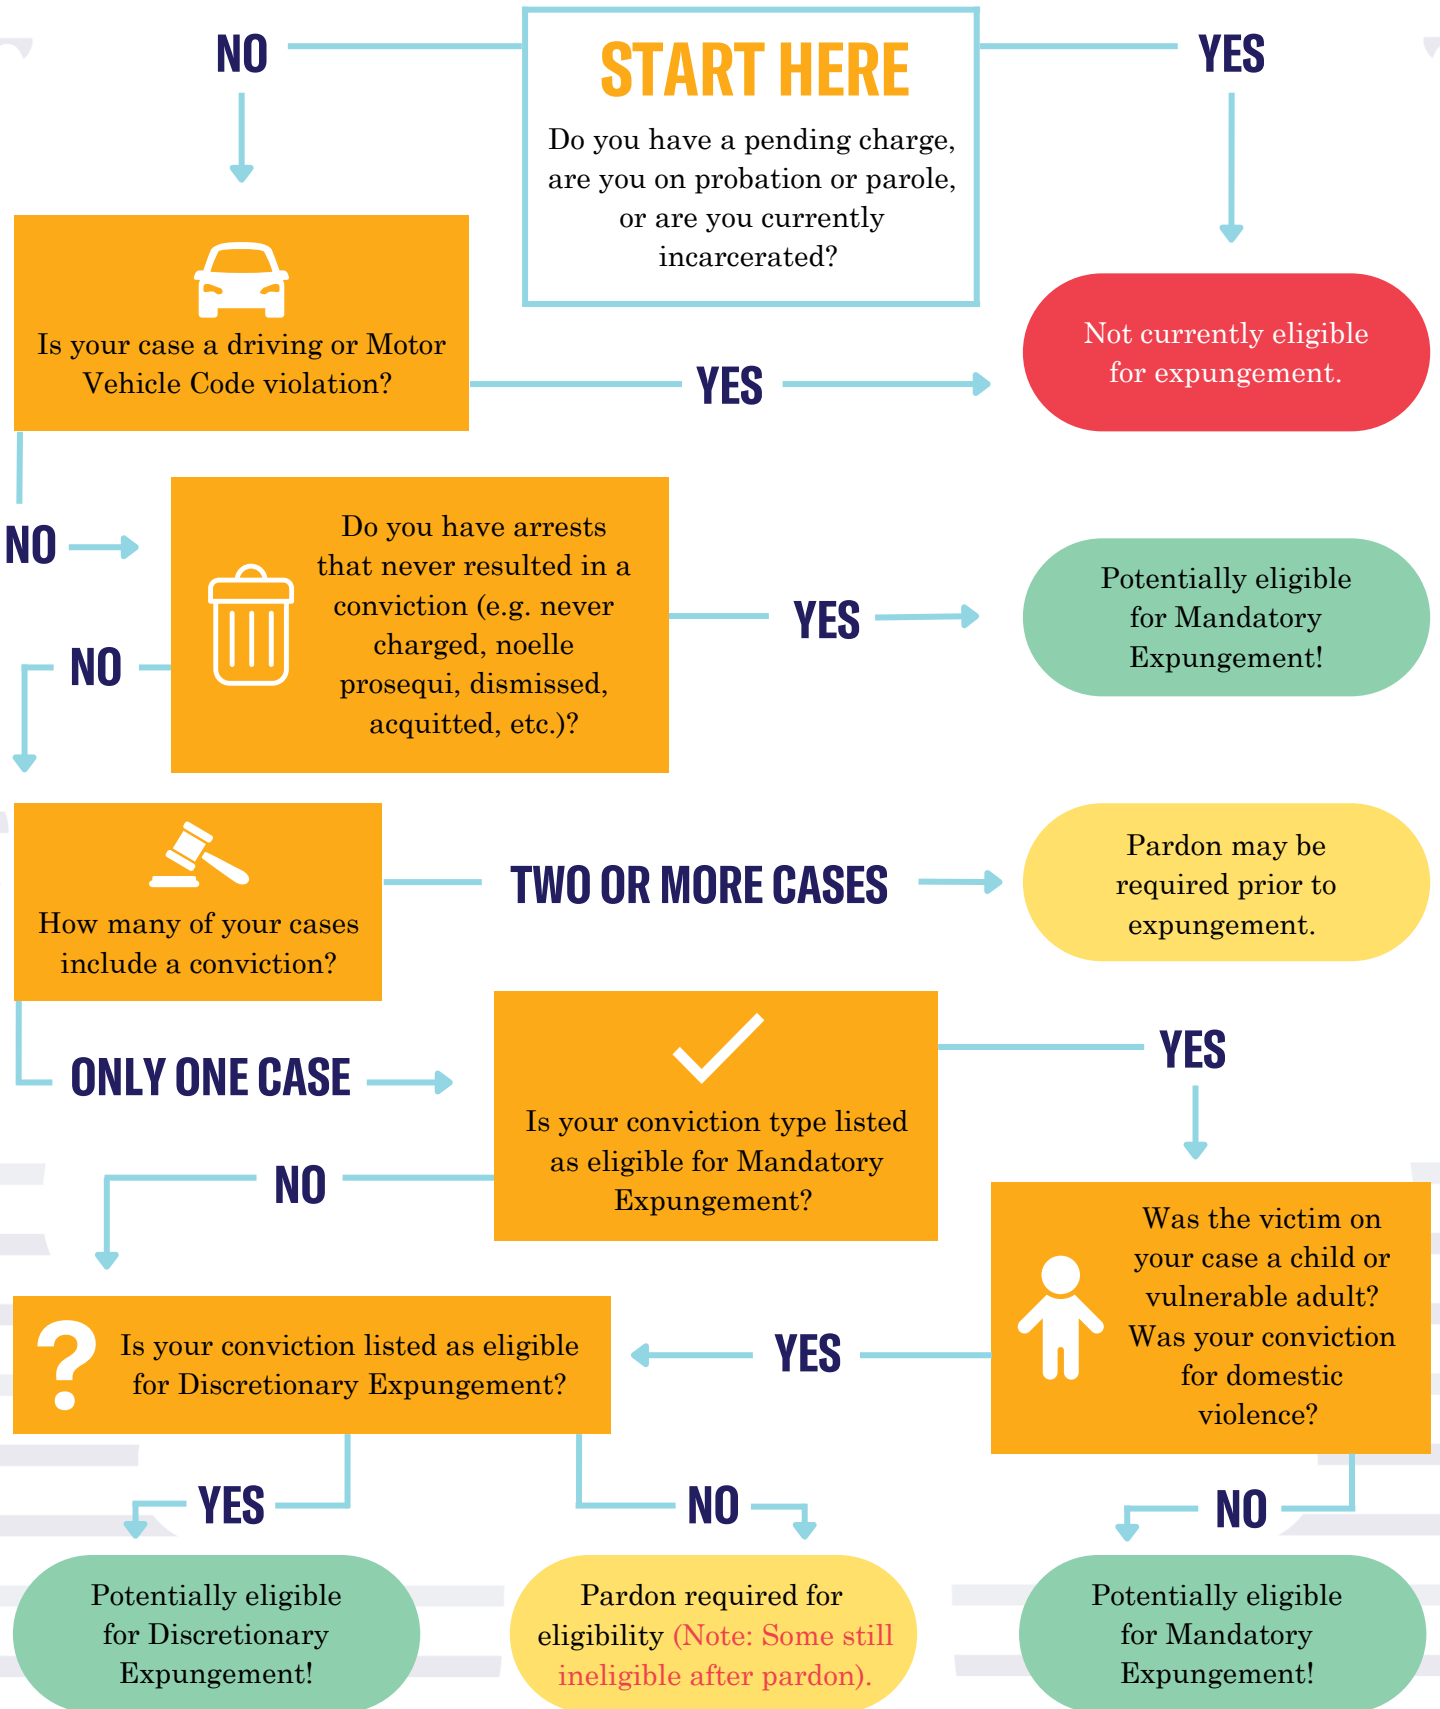 NO
START HERE
YES
Do you have a pending charge,
are you on probation or parole,
or are you currently
incarcerated?
Is your case a driving or Motor
Vehicle Code violation?
YES
Not currently eligible
for expungement.
NO
Do you have arrests
that never resulted in a
conviction (e.g. never
charged, noelle
prosequi, dismissed,
acquitted, etc.)?
YES
Potentially eligible
for Mandatory
Expungement!
NO
How many of your cases
include a conviction?
TWO OR MORE CASES
Pardon may be
required prior to
expungement.
ONLY ONE CASE
Is your conviction type listed
as eligible for Mandatory
Expungement?
YES
NO
Was the victim on
your case a child or
vulnerable adult?
Was your conviction
for domestic
violence?
YES
Is your conviction listed as eligible
for Discretionary Expungement?
YES
NO
NO
Potentially eligible
for Discretionary
Expungement!
Pardon required for
eligibility (Note: Some still
ineligible after pardon).
Potentially eligible
for Mandatory
Expungement!